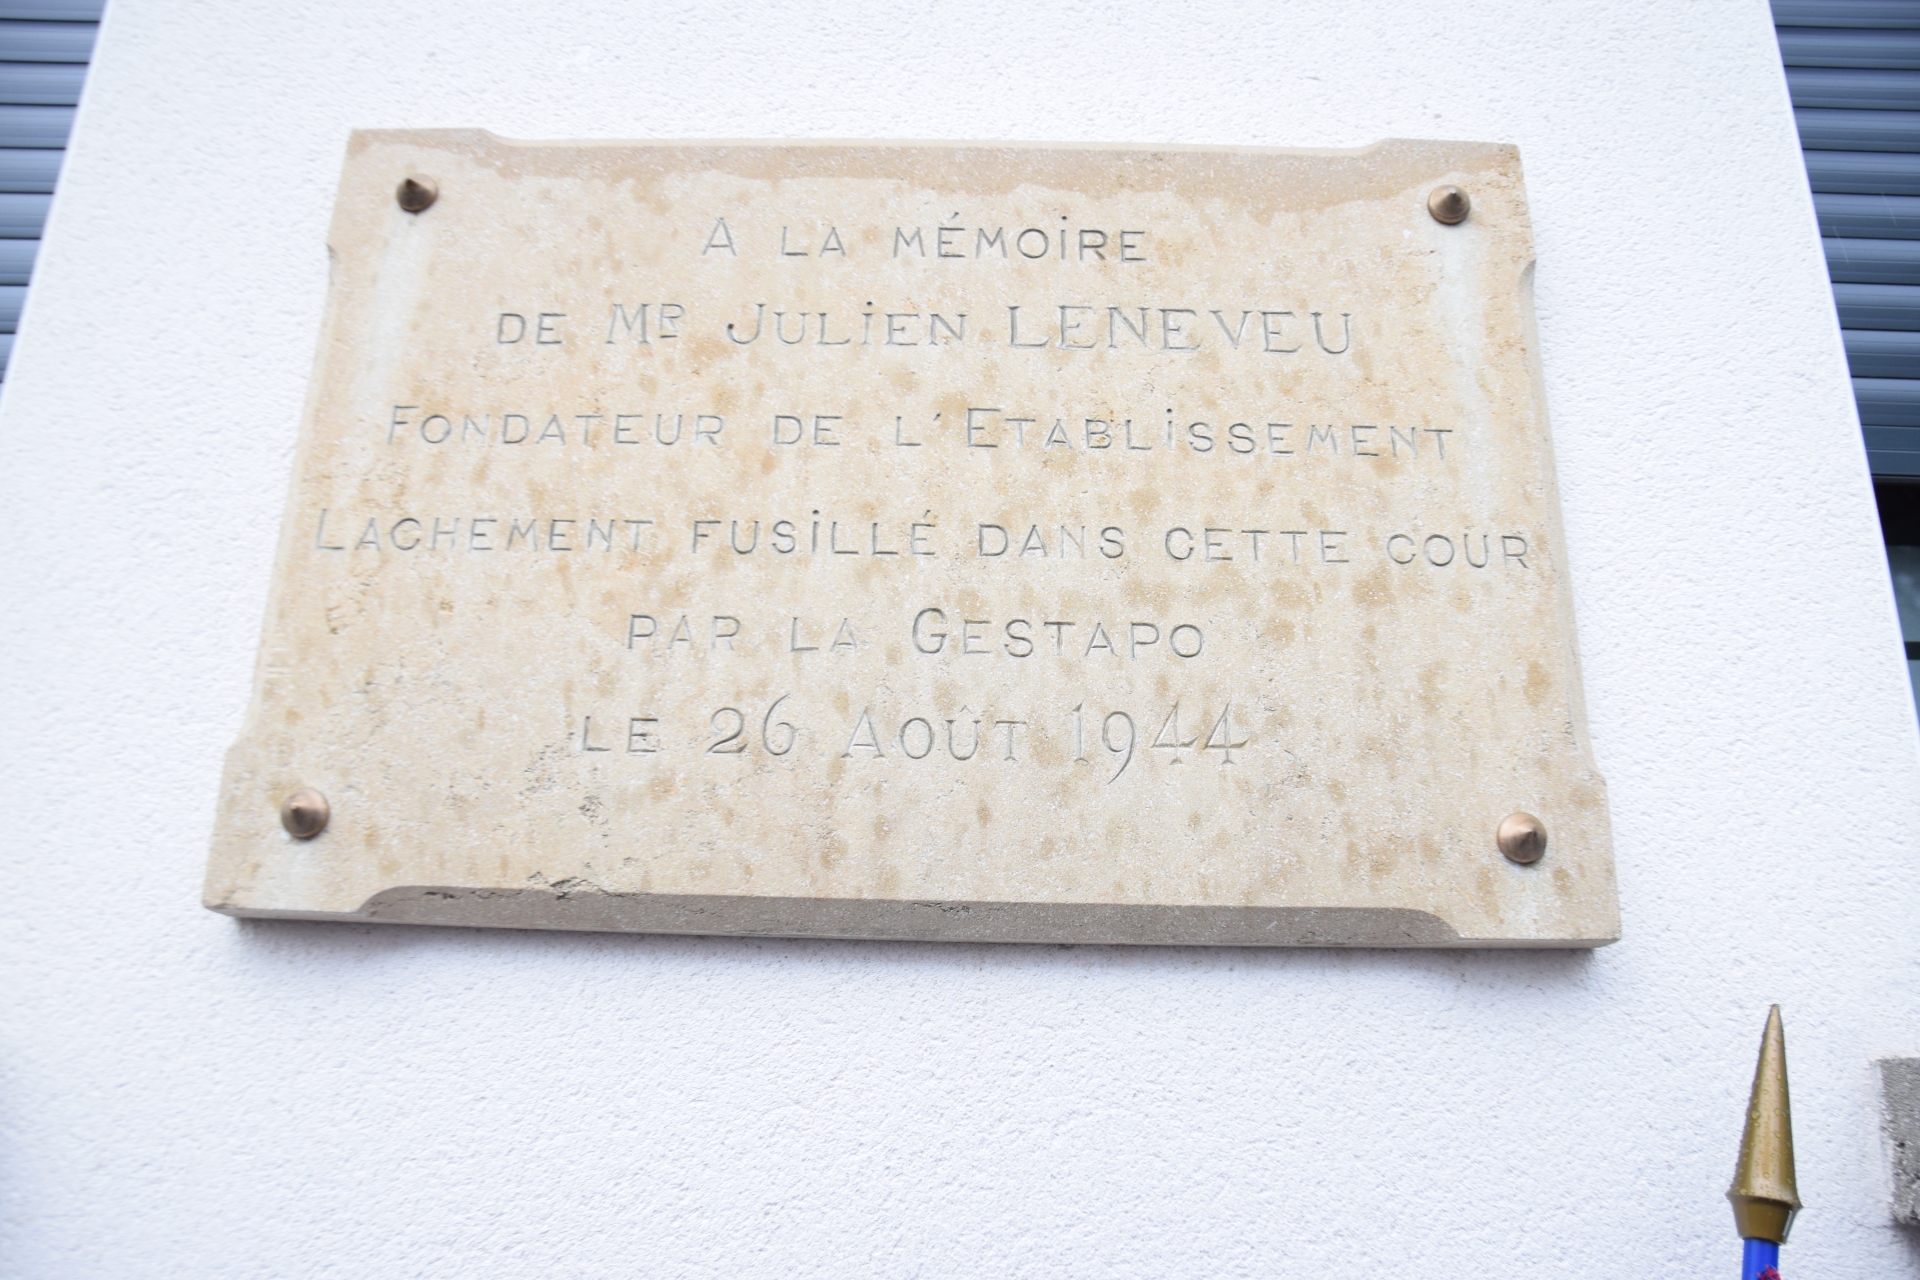 A LA MÉMOIRE
DE MR JULIEN LENEVEU
FONDATEUR DE L'ETABLISSEMENT
LACHEMENT FUSILLÉ DANS CETTE COUR
PAR LA GESTAPO
LE 26 AOÛT 1944